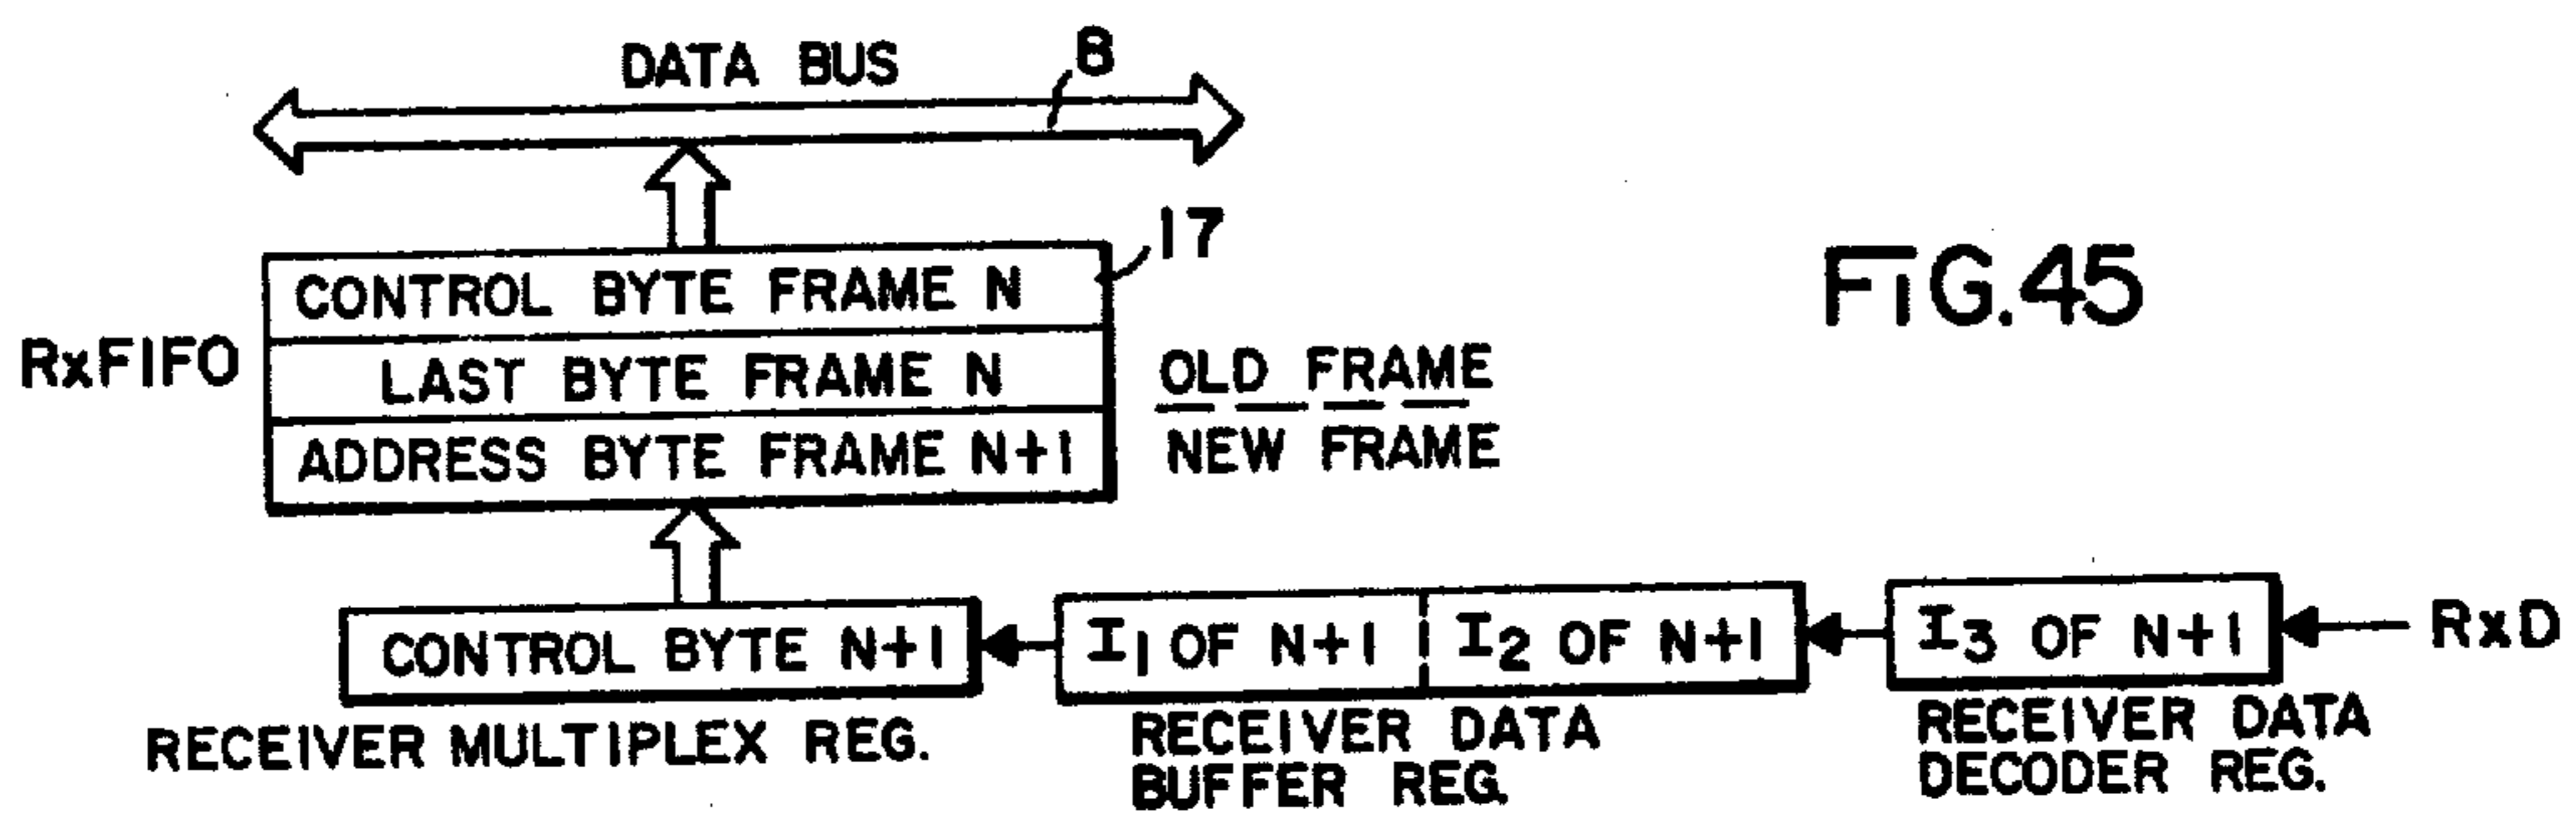 DATA BUS
8
17
CONTROL BYTE FRAME N
FIG.45
RxFIFO
LAST BYTE FRAME N
OLD FRAME
ADDRESS BYTE FRAME N+1
NEW FRAME
CONTROL BYTE N+1
I1 OF N+1
I2 OF N+1
I3 OF N+1
RxD
RECEIVER MULTIPLEX REG.
RECEIVER DATA
BUFFER REG.
RECEIVER DATA
DECODER REG.